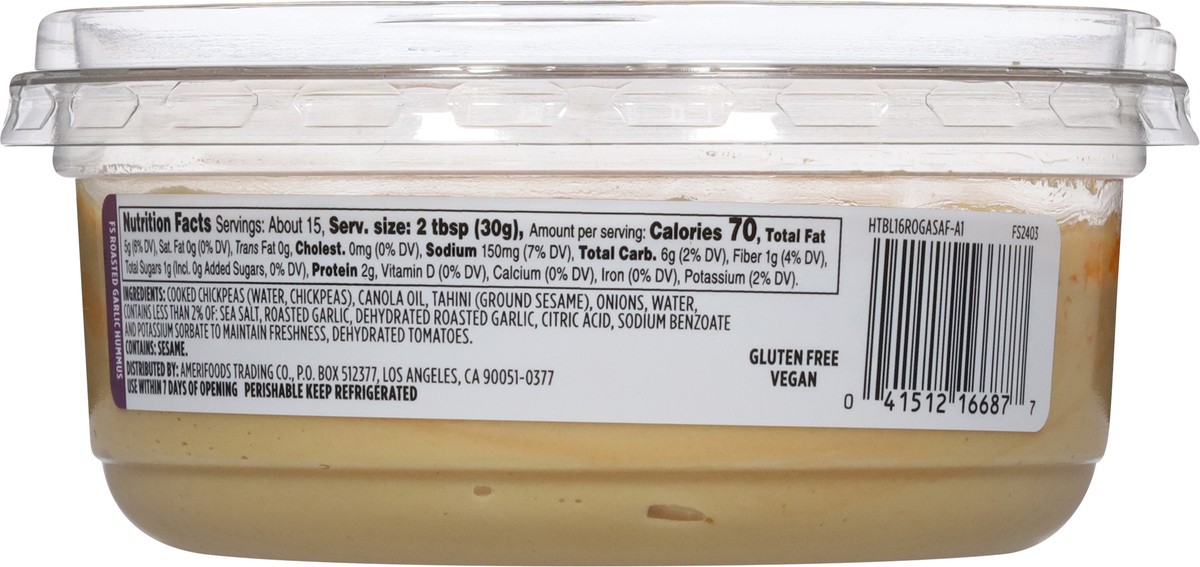 FS ROASTED GARLIC HUMMUS
Nutrition Facts Servings: About 15, Serv. size: 2 tbsp (30g), Amount per serving: Calories 70, Total Fat
5g (6% DV), Sat. Fat 0g (0% DV), Trans Fat 0g, Cholest. 0mg (0% DV), Sodium 150mg (7% DV), Total Carb. 6g (2% DV), Fiber 1g (4% DV),
Total Sugars 1g (Incl. 0g Added Sugars, 0% DV), Protein 2g, Vitamin D (0% DV), Calcium (0% DV), Iron (0% DV), Potassium (2% DV).
INGREDIENTS: COOKED CHICKPEAS (WATER, CHICKPEAS), CANOLA OIL, TAHINI (GROUND SESAME), ONIONS, WATER,
CONTAINS LESS THAN 2% OF: SEA SALT, ROASTED GARLIC, DEHYDRATED ROASTED GARLIC, CITRIC ACID, SODIUM BENZOATE
AND POTASSIUM SORBATE TO MAINTAIN FRESHNESS, DEHYDRATED TOMATOES.
CONTAINS: SESAME.
DISTRIBUTED BY: AMERIFOODS TRADING CO., P.O. BOX 512377, LOS ANGELES, CA 90051-0377
USE WITHIN 7 DAYS OF OPENING PERISHABLE KEEP REFRIGERATED
GLUTEN FREE
VEGAN
HTBL16ROGASAF-A1 FS2403
0 41512 16687 7